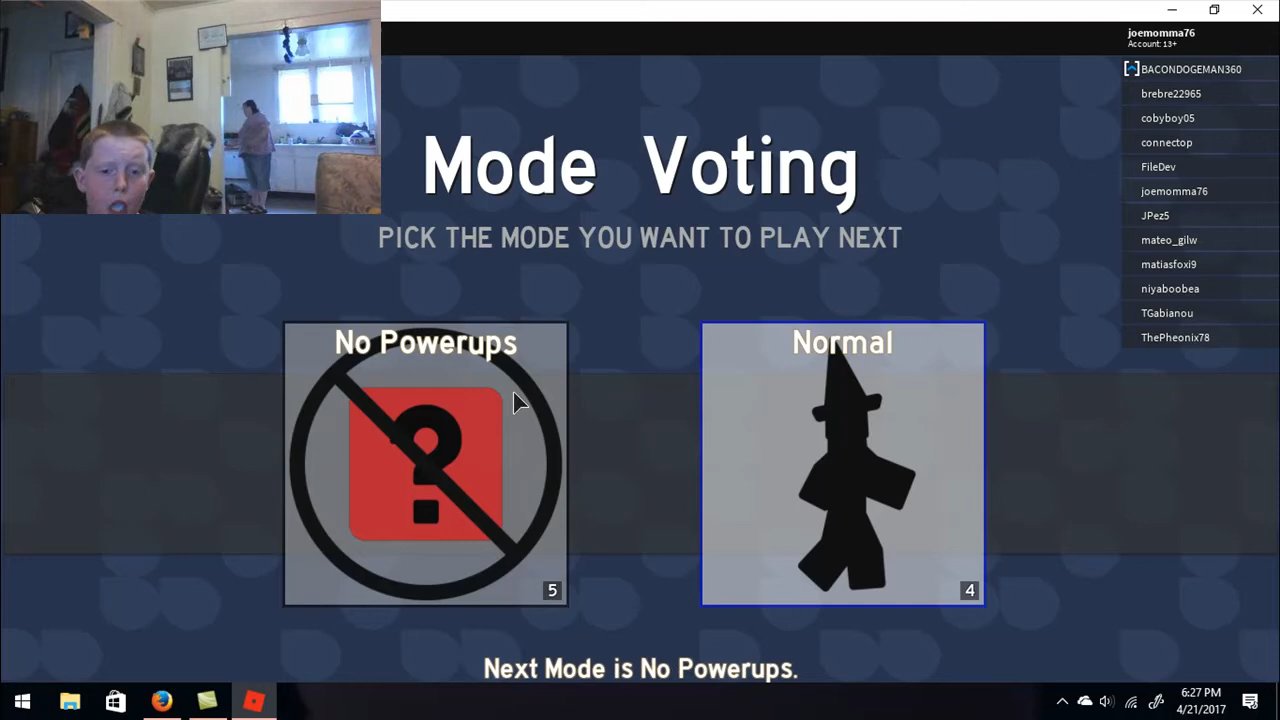 joemomma76
Account: 13+
BACONDOGEMAN360
brebre22965
cobyboy05
connectop
FileDev
joemomma76
JPez5
mateo_gilw
matiasfoxi9
niyaboobea
TGabianou
ThePheonix78
Mode Voting
PICK THE MODE YOU WANT TO PLAY NEXT
No Powerups
?
5
Normal
4
Next Mode is No Powerups.
6:27 PM
4/21/2017